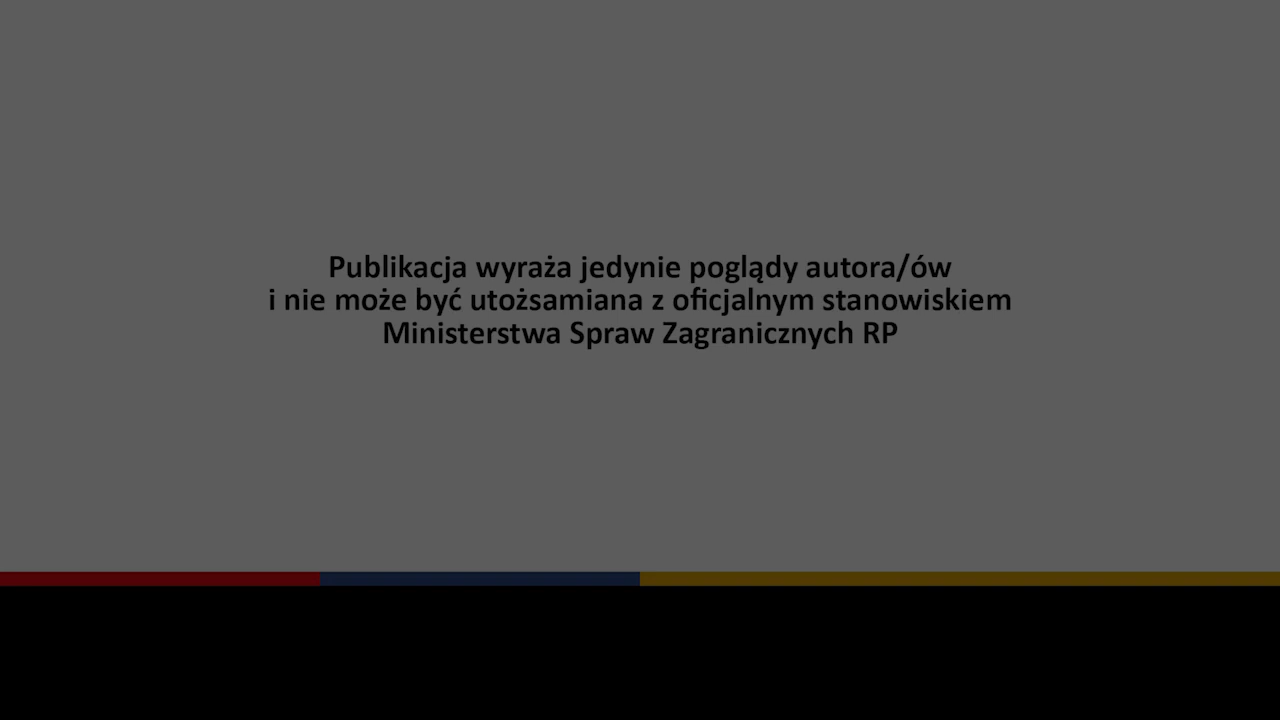 Publikacja wyraża jedynie poglądy autora/ów
i nie może być utożsamiana z oficjalnym stanowiskiem
Ministerstwa Spraw Zagranicznych RP